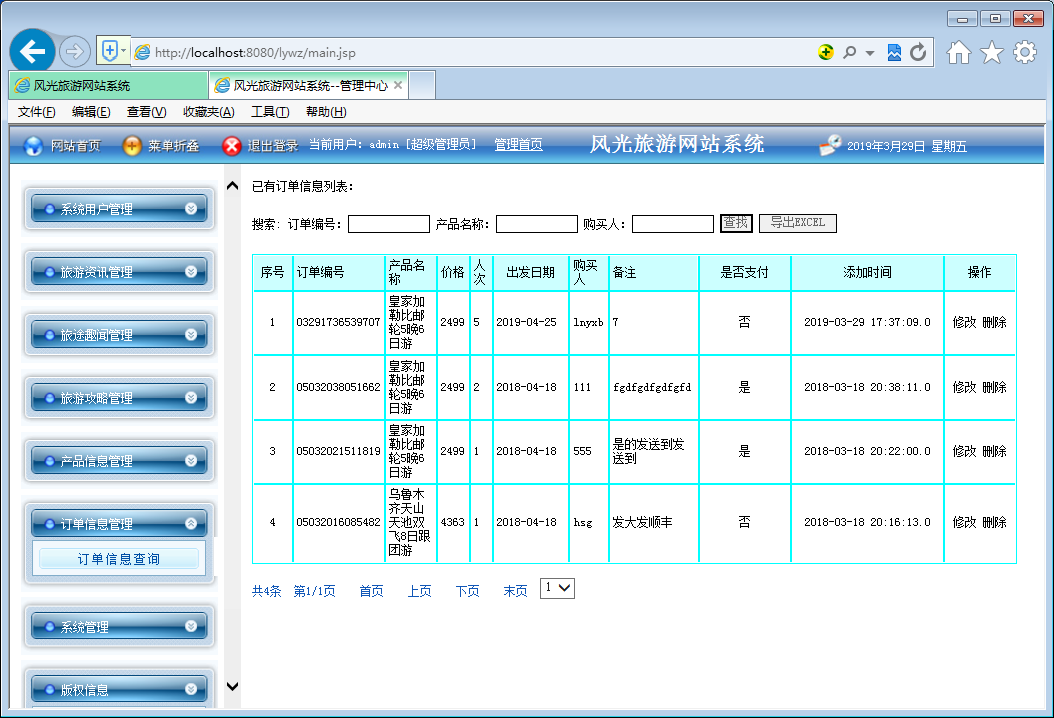 http://localhost:8080/lywz/main.jsp
风光旅游网站系统
风光旅游网站系统--管理中心
文件(F) 编辑(E) 查看(V) 收藏夹(A) 工具(T) 帮助(H)
网站首页 菜单折叠 退出登录 当前用户：admin [超级管理员] 管理首页 风光旅游网站系统 2019年3月29日 星期五
系统用户管理
旅游资讯管理
旅途趣闻管理
旅游攻略管理
产品信息管理
订单信息管理
订单信息查询
系统管理
版权信息
已有订单信息列表：
搜索： 订单编号： 产品名称： 购买人： 查找 导出EXCEL
序号 订单编号 产品名称 价格 人次 出发日期 购买人 备注 是否支付 添加时间 操作
1 03291736539707 皇家加勒比邮轮5晚6日游 2499 5 2019-04-25 lnyxb 7 否 2019-03-29 17:37:09.0 修改 删除
2 05032038051662 皇家加勒比邮轮5晚6日游 2499 2 2018-04-18 111 fgdfgdfgdfgfd 是 2018-03-18 20:38:11.0 修改 删除
3 05032021511819 皇家加勒比邮轮5晚6日游 2499 1 2018-04-18 555 是的发送到发送到 是 2018-03-18 20:22:00.0 修改 删除
4 05032016085482 乌鲁木齐天山天池双飞8日跟团游 4363 1 2018-04-18 hsg 发大发顺丰 否 2018-03-18 20:16:13.0 修改 删除
共4条 第1/1页 首页 上页 下页 末页 1